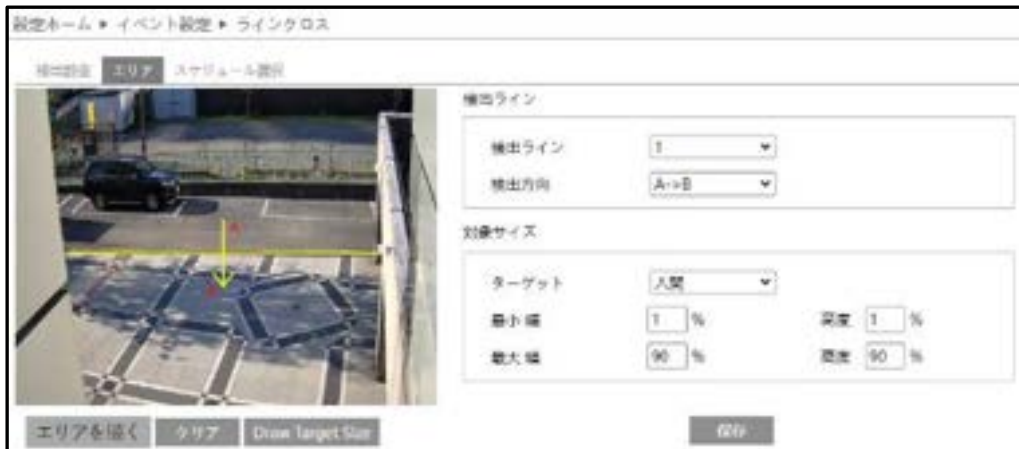 設定ホーム ▸ イベント設定 ▸ ラインクロス
検出設定 エリア スケジュール選択
検出ライン
検出ライン 1
検出方向 A->B
対象サイズ
ターゲット 人間
最小 幅 1 % 高度 1 %
最大 幅 90 % 高度 90 %
A
エリアを描く クリア Draw Target Size 保存